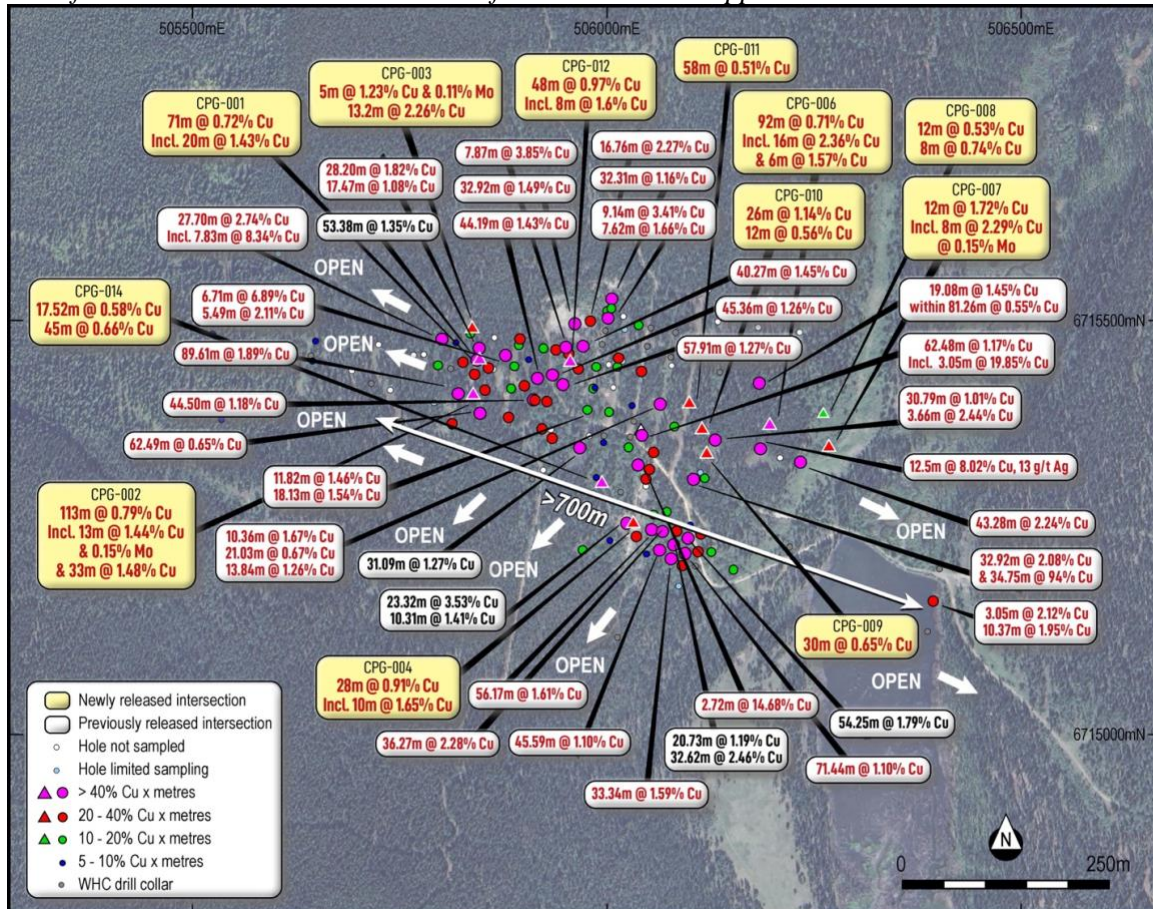 505500mE
506000mE
506500mE
CPG-011
58m @ 0.51% Cu
CPG-012
48m @ 0.97% Cu
Incl. 8m @ 1.6% Cu
CPG-003
5m @ 1.23% Cu & 0.11% Mo
13.2m @ 2.26% Cu
CPG-001
71m @ 0.72% Cu
Incl. 20m @ 1.43% Cu
CPG-006
92m @ 0.71% Cu
Incl. 16m @ 2.36% Cu
& 6m @ 1.57% Cu
CPG-008
12m @ 0.53% Cu
8m @ 0.74% Cu
7.87m @ 3.85% Cu
16.76m @ 2.27% Cu
28.20m @ 1.82% Cu
17.47m @ 1.08% Cu
32.92m @ 1.49% Cu
32.31m @ 1.16% Cu
CPG-010
26m @ 1.14% Cu
12m @ 0.56% Cu
CPG-007
12m @ 1.72% Cu
Incl. 8m @ 2.29% Cu
@ 0.15% Mo
27.70m @ 2.74% Cu
Incl. 7.83m @ 8.34% Cu
53.38m @ 1.35% Cu
44.19m @ 1.43% Cu
9.14m @ 3.41% Cu
7.62m @ 1.66% Cu
OPEN
40.27m @ 1.45% Cu
CPG-014
17.52m @ 0.58% Cu
45m @ 0.66% Cu
6.71m @ 6.89% Cu
5.49m @ 2.11% Cu
45.36m @ 1.26% Cu
19.08m @ 1.45% Cu
within 81.26m @ 0.55% Cu
6715500mN
OPEN
89.61m @ 1.89% Cu
57.91m @ 1.27% Cu
62.48m @ 1.17% Cu
Incl. 3.05m @ 19.85% Cu
44.50m @ 1.18% Cu
OPEN
30.79m @ 1.01% Cu
3.66m @ 2.44% Cu
62.49m @ 0.65% Cu
12.5m @ 8.02% Cu, 13 g/t Ag
11.82m @ 1.46% Cu
18.13m @ 1.54% Cu
CPG-002
113m @ 0.79% Cu
Incl. 13m @ 1.44% Cu
& 0.15% Mo
& 33m @ 1.48% Cu
>700m
OPEN
OPEN
43.28m @ 2.24% Cu
10.36m @ 1.67% Cu
21.03m @ 0.67% Cu
13.84m @ 1.26% Cu
31.09m @ 1.27% Cu
OPEN
32.92m @ 2.08% Cu
& 34.75m @ 94% Cu
23.32m @ 3.53% Cu
10.31m @ 1.41% Cu
3.05m @ 2.12% Cu
10.37m @ 1.95% Cu
CPG-009
30m @ 0.65% Cu
OPEN
OPEN
CPG-004
28m @ 0.91% Cu
Incl. 10m @ 1.65% Cu
56.17m @ 1.61% Cu
2.72m @ 14.68% Cu
54.25m @ 1.79% Cu
36.27m @ 2.28% Cu
45.59m @ 1.10% Cu
20.73m @ 1.19% Cu
32.62m @ 2.46% Cu
6715000mN
71.44m @ 1.10% Cu
33.34m @ 1.59% Cu
Newly released intersection
Previously released intersection
Hole not sampled
Hole limited sampling
> 40% Cu x metres
20 - 40% Cu x metres
10 - 20% Cu x metres
5 - 10% Cu x metres
WHC drill collar
N
0
250m